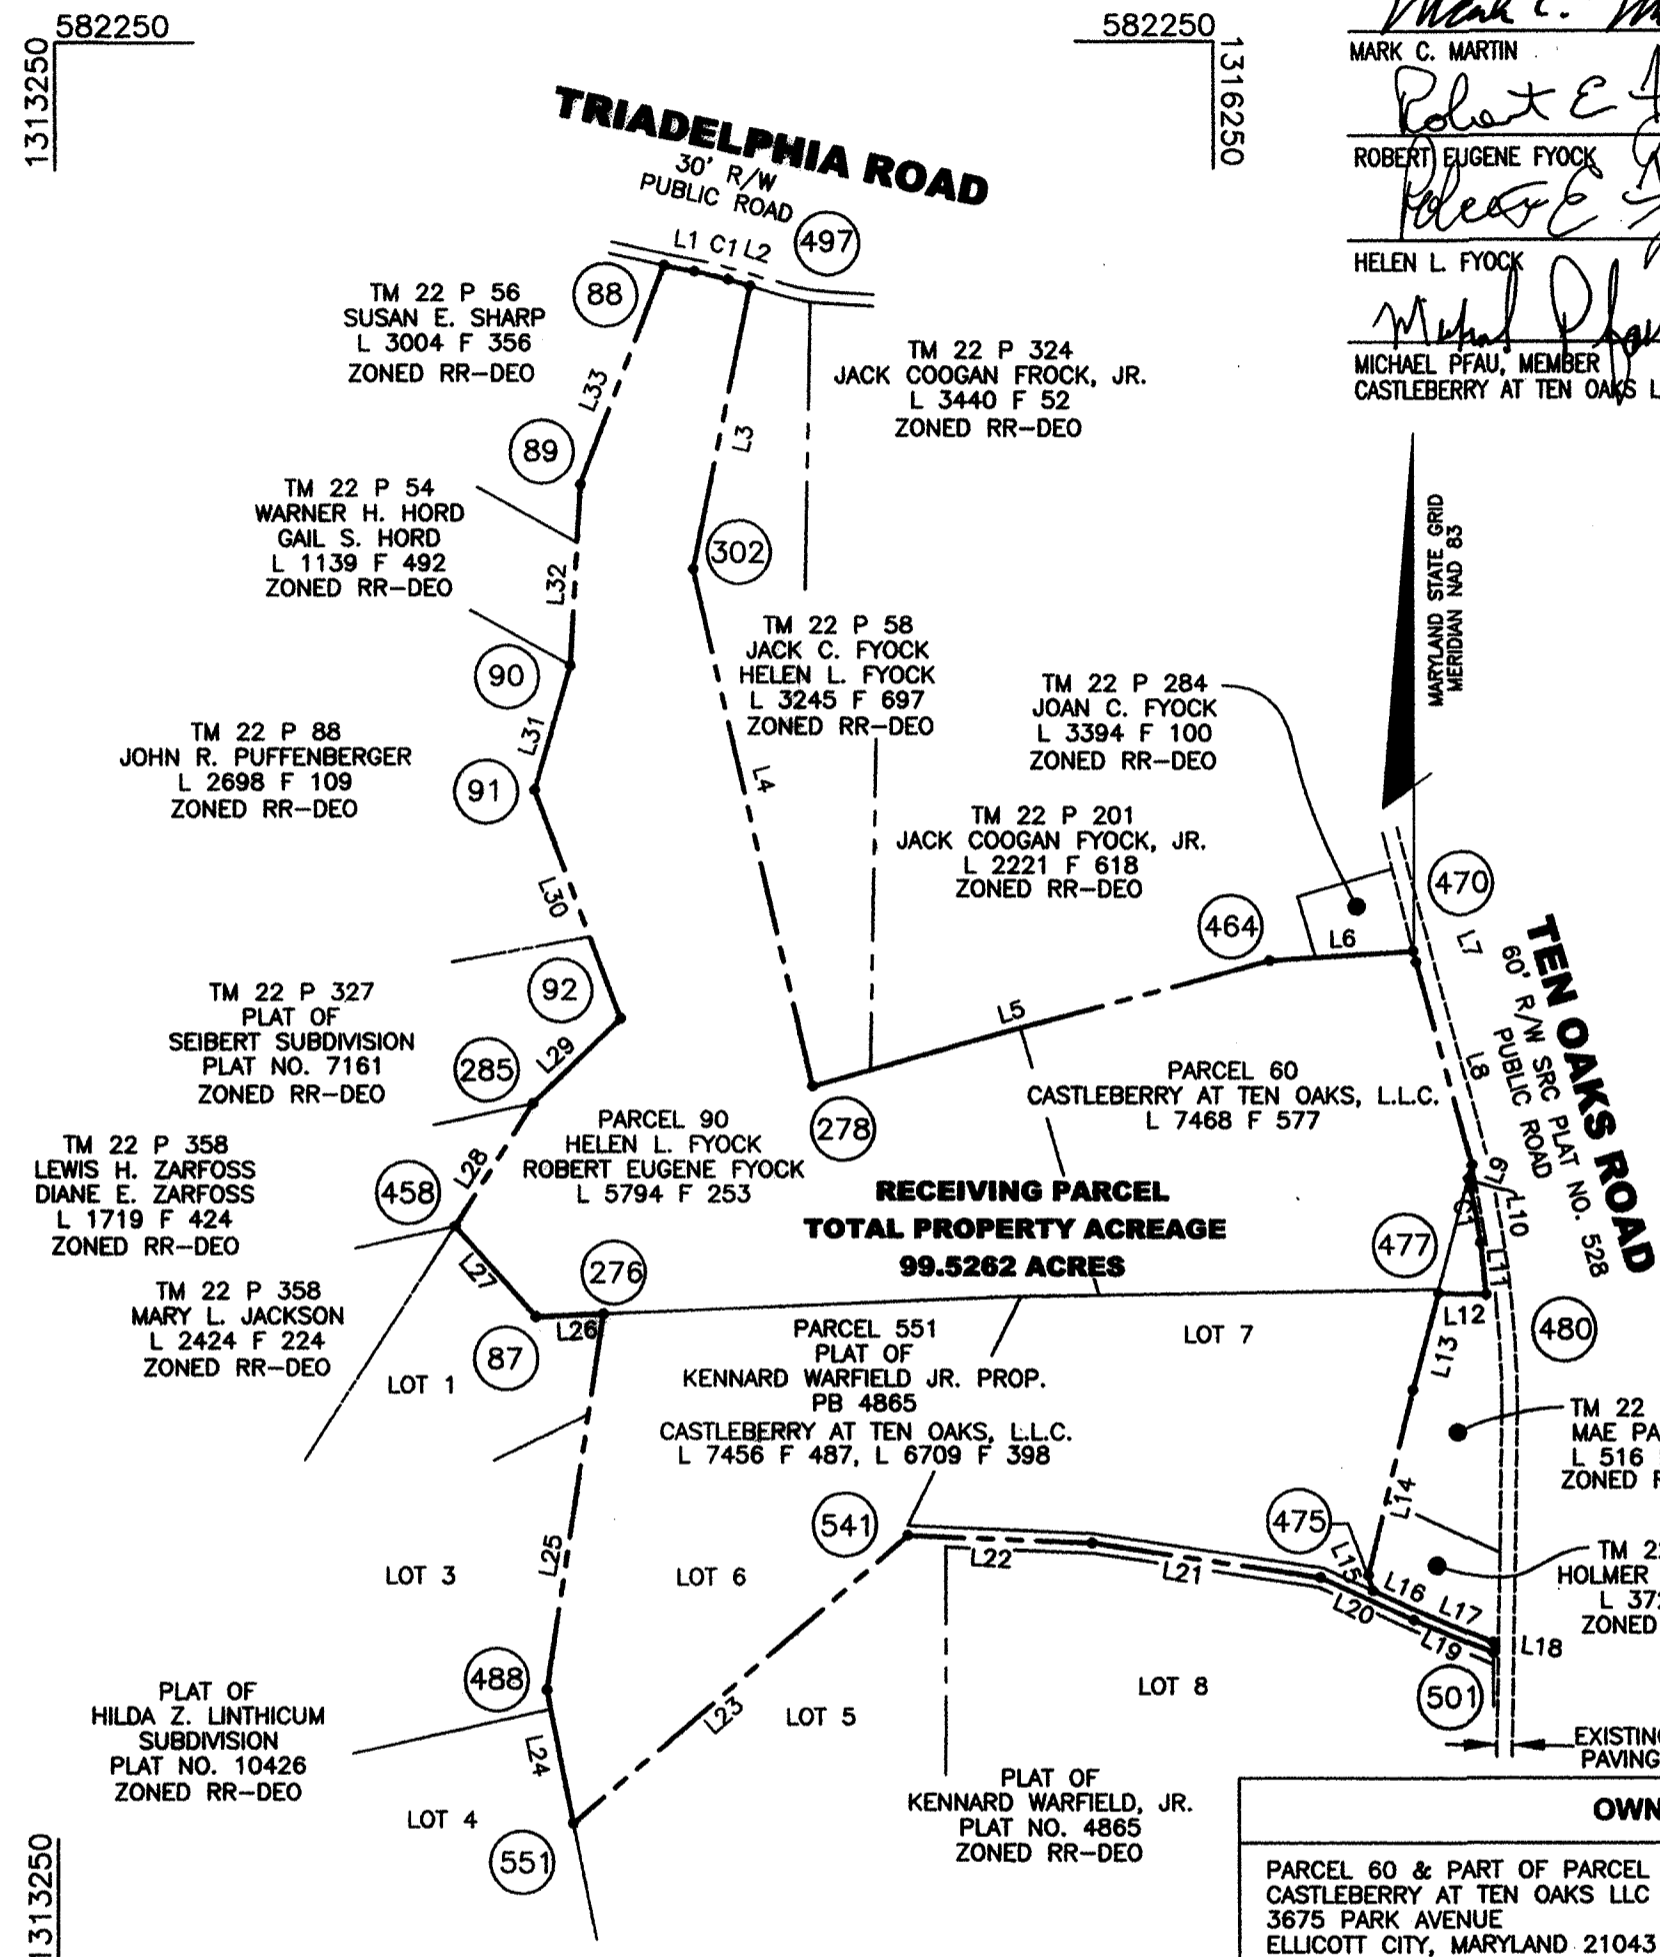 582250
1313250
582250
1316250
MARK C. MARTIN
Robert E
ROBERT EUGENE FYOCK
HELEN L. FYOCK
MICHAEL PFAU, MEMBER
CASTLEBERRY AT TEN OAKS L
TRIADELPHIA ROAD
30' R/W
PUBLIC ROAD
L1 C1 L2
497
88
TM 22 P 56
SUSAN E. SHARP
L 3004 F 356
ZONED RR-DEO
L33
L3
TM 22 P 324
JACK COOGAN FROCK, JR.
L 3440 F 52
ZONED RR-DEO
89
TM 22 P 54
WARNER H. HORD
GAIL S. HORD
L 1139 F 492
ZONED RR-DEO
L32
302
MARYLAND STATE GRID
MERIDIAN NAD 83
90
TM 22 P 58
JACK C. FYOCK
HELEN L. FYOCK
L 3245 F 697
ZONED RR-DEO
TM 22 P 284
JOAN C. FYOCK
L 3394 F 100
ZONED RR-DEO
TM 22 P 88
JOHN R. PUFFENBERGER
L 2698 F 109
ZONED RR-DEO
L31
91
L4
TM 22 P 201
JACK COOGAN FYOCK, JR.
L 2221 F 618
ZONED RR-DEO
L30
470
464
L6
L7
TEN OAKS ROAD
60' R/W SRC PLAT NO. 528
PUBLIC ROAD
92
TM 22 P 327
PLAT OF
SEIBERT SUBDIVISION
PLAT NO. 7161
ZONED RR-DEO
285
L29
L5
L8
PARCEL 60
CASTLEBERRY AT TEN OAKS, L.L.C.
L 7468 F 577
278
PARCEL 90
HELEN L. FYOCK
ROBERT EUGENE FYOCK
L 5794 F 253
TM 22 P 358
LEWIS H. ZARFOSS
DIANE E. ZARFOSS
L 1719 F 424
ZONED RR-DEO
458
L28
RECEIVING PARCEL
TOTAL PROPERTY ACREAGE
99.5262 ACRES
L10
477
L11
L27
276
TM 22 P 358
MARY L. JACKSON
L 2424 F 224
ZONED RR-DEO
L26
87
LOT 1
L12
480
LOT 7
L13
PARCEL 551
PLAT OF
KENNARD WARFIELD JR. PROP.
PB 4865
CASTLEBERRY AT TEN OAKS, L.L.C.
L 7456 F 487, L 6709 F 398
TM 22
MAE PA
L 516
ZONED
L14
541
475
L25
L22
L21
L15
L16
L17
L20
L19
L18
LOT 3
LOT 6
HOLMER
ZONED
488
L23
LOT 5
LOT 8
501
PLAT OF
HILDA Z. LINTHICUM
SUBDIVISION
PLAT NO. 10426
ZONED RR-DEO
L24
EXISTING
PAVING
LOT 4
551
PLAT OF
KENNARD WARFIELD, JR.
PLAT NO. 4865
ZONED RR-DEO
1313250
OWN
PARCEL 60 & PART OF PARCEL
CASTLEBERRY AT TEN OAKS LLC
3675 PARK AVENUE
ELLICOTT CITY, MARYLAND 21043